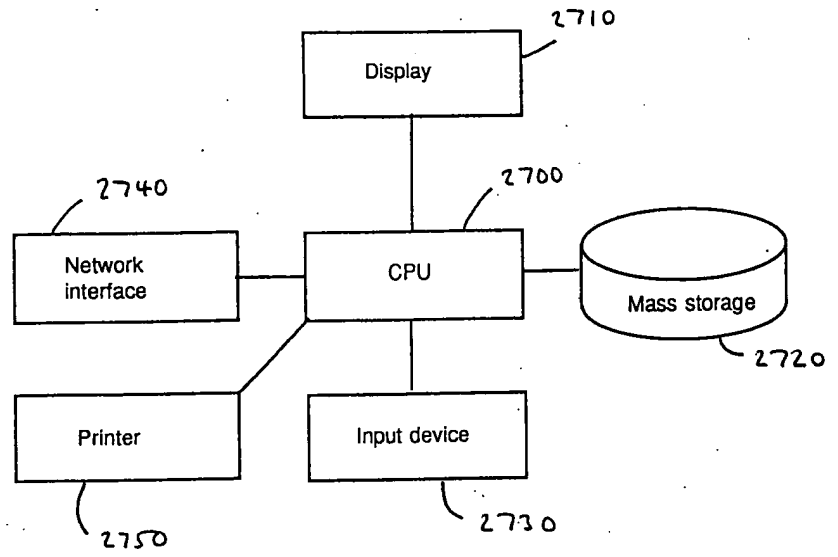 2710
Display
2740
2700
Network
interface
CPU
Mass storage
2720
Printer
Input device
2730
2750